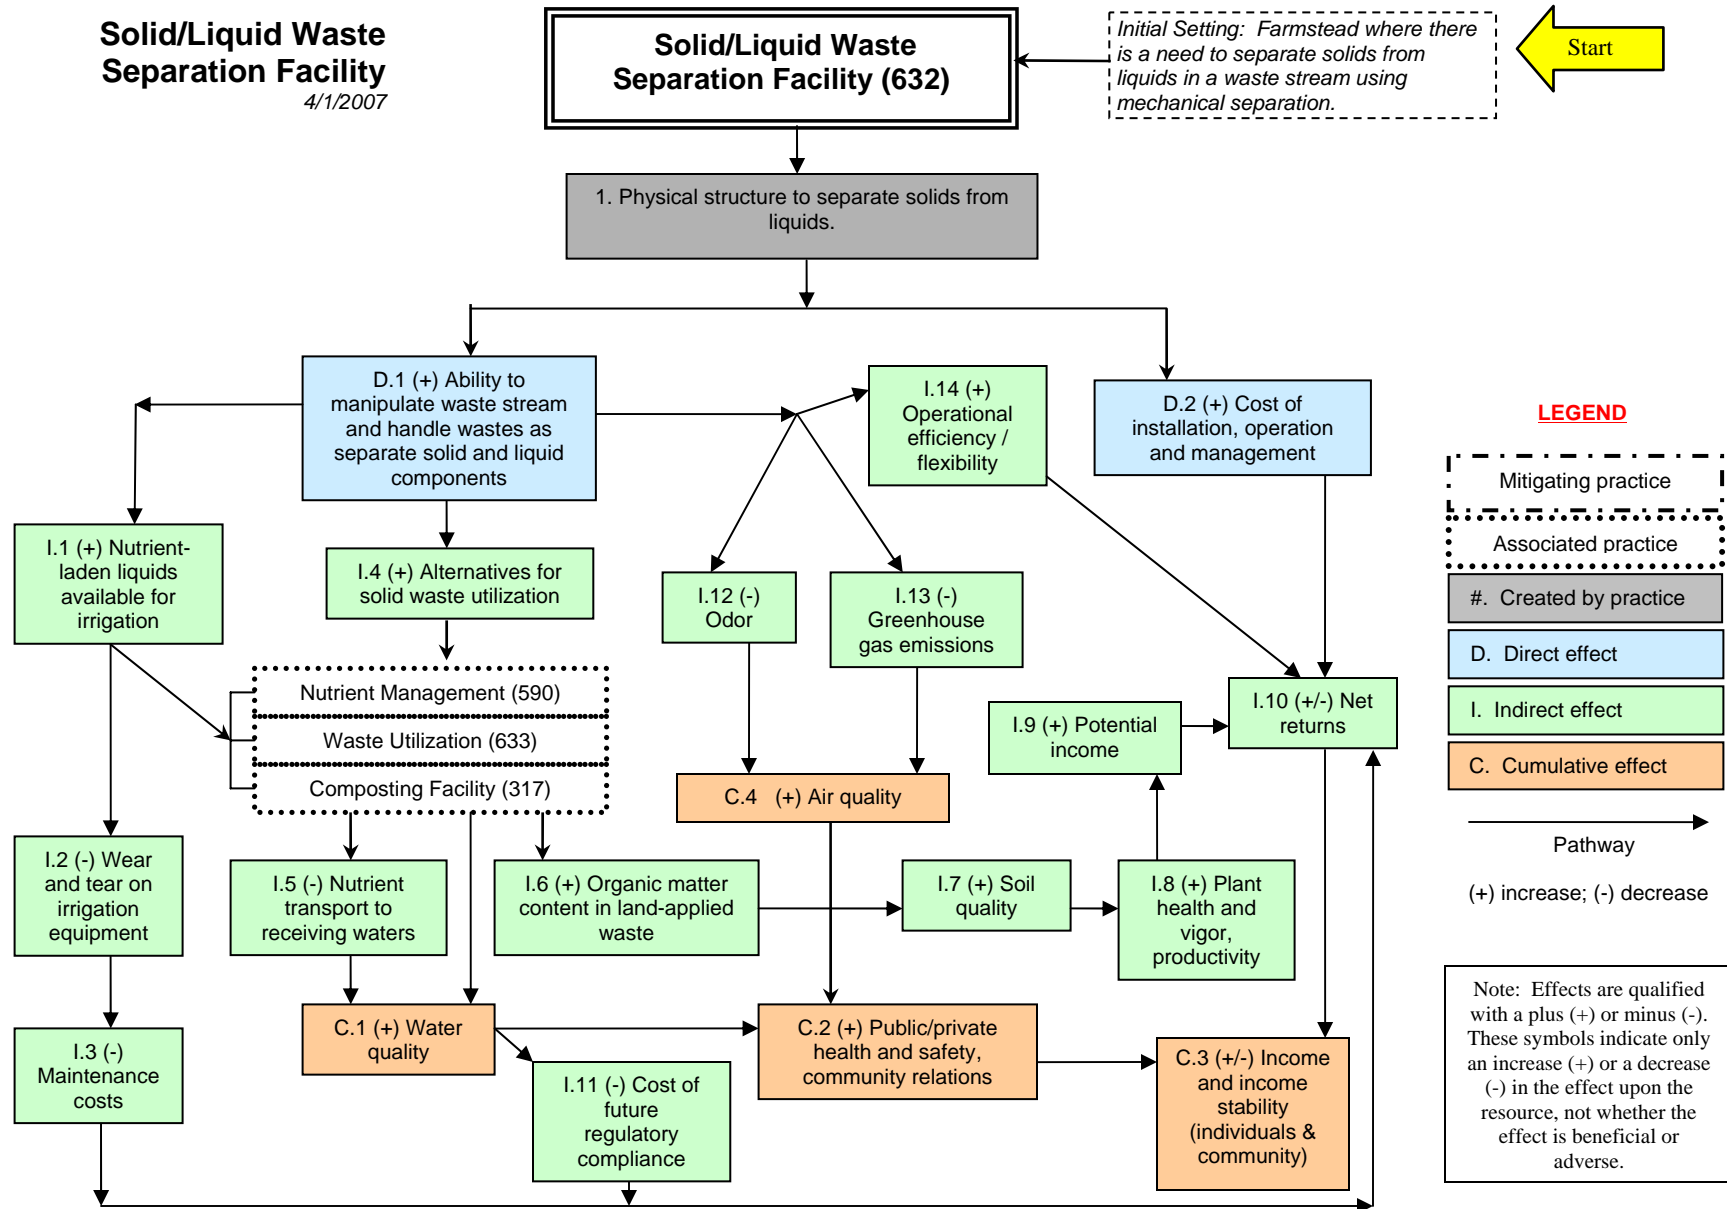 Solid/Liquid Waste
Separation Facility
4/1/2007
Solid/Liquid Waste
Separation Facility (632)
Initial Setting:  Farmstead where there
is a need to separate solids from
liquids in a waste stream using
mechanical separation.
Start
1. Physical structure to separate solids from
liquids.
D.1 (+) Ability to
manipulate waste stream
and handle wastes as
separate solid and liquid
components
I.14 (+)
Operational
efficiency /
flexibility
D.2 (+) Cost of
installation, operation
and management
I.1 (+) Nutrient-
laden liquids
available for
irrigation
I.4 (+) Alternatives for
solid waste utilization
I.12 (-)
Odor
I.13 (-)
Greenhouse
gas emissions
Nutrient Management (590)
Waste Utilization (633)
Composting Facility (317)
I.9 (+) Potential
income
I.10 (+/-) Net
returns
C.4   (+) Air quality
I.2 (-) Wear
and tear on
irrigation
equipment
I.5 (-) Nutrient
transport to
receiving waters
I.6 (+) Organic matter
content in land-applied
waste
I.7 (+) Soil
quality
I.8 (+) Plant
health and
vigor,
productivity
I.3 (-)
Maintenance
costs
C.1 (+) Water
quality
I.11 (-) Cost of
future
regulatory
compliance
C.2 (+) Public/private
health and safety,
community relations
C.3 (+/-) Income
and income
stability
(individuals &
community)
LEGEND
Mitigating practice
Associated practice
#.  Created by practice
D.  Direct effect
I.  Indirect effect
C.  Cumulative effect
Pathway
(+) increase; (-) decrease
Note:  Effects are qualified
with a plus (+) or minus (-).
These symbols indicate only
an increase (+) or a decrease
(-) in the effect upon the
resource, not whether the
effect is beneficial or
adverse.